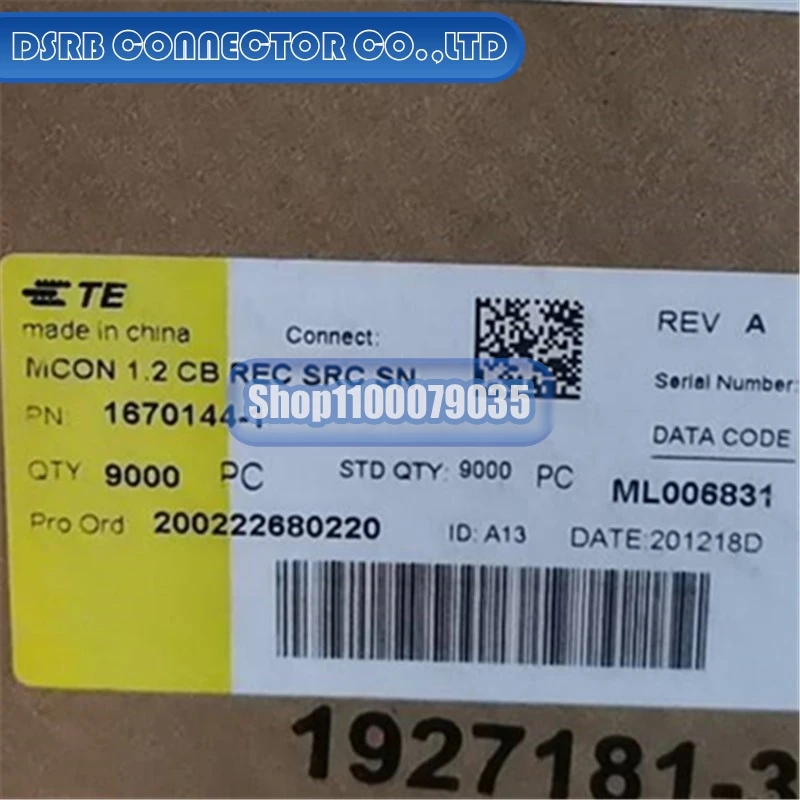 DSRB CONNECTOR CO.,LTD
TE
made in china
Connect:
REV A
MCON 1.2 CB REC SRC SN
Serial Number:
Shop1100079035
PN: 1670144-1
DATA CODE
QTY 9000 PC
STD QTY: 9000 PC
ML006831
Pro Ord 200222680220
ID: A13
DATE:201218D
1927181-3